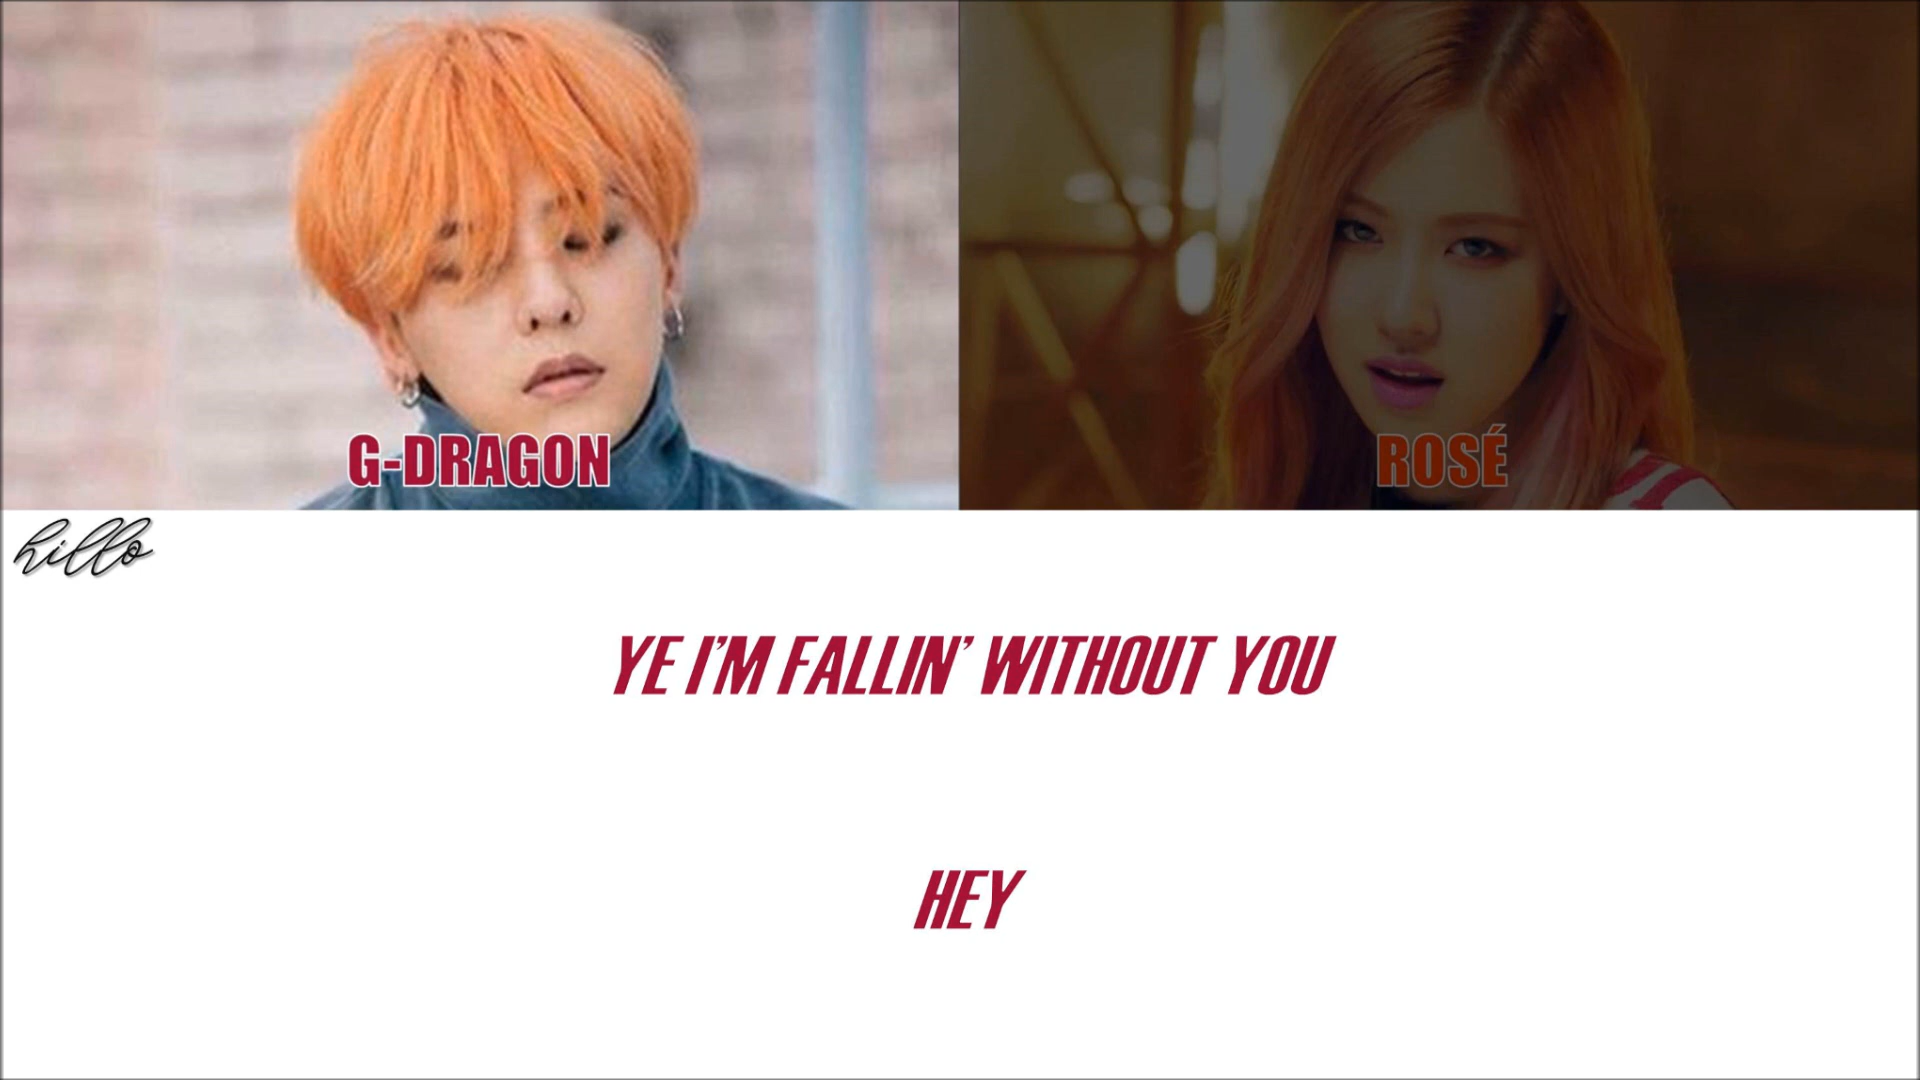 G-DRAGON
ROSÉ
hillo
YE I'M FALLIN' WITHOUT YOU
HEY